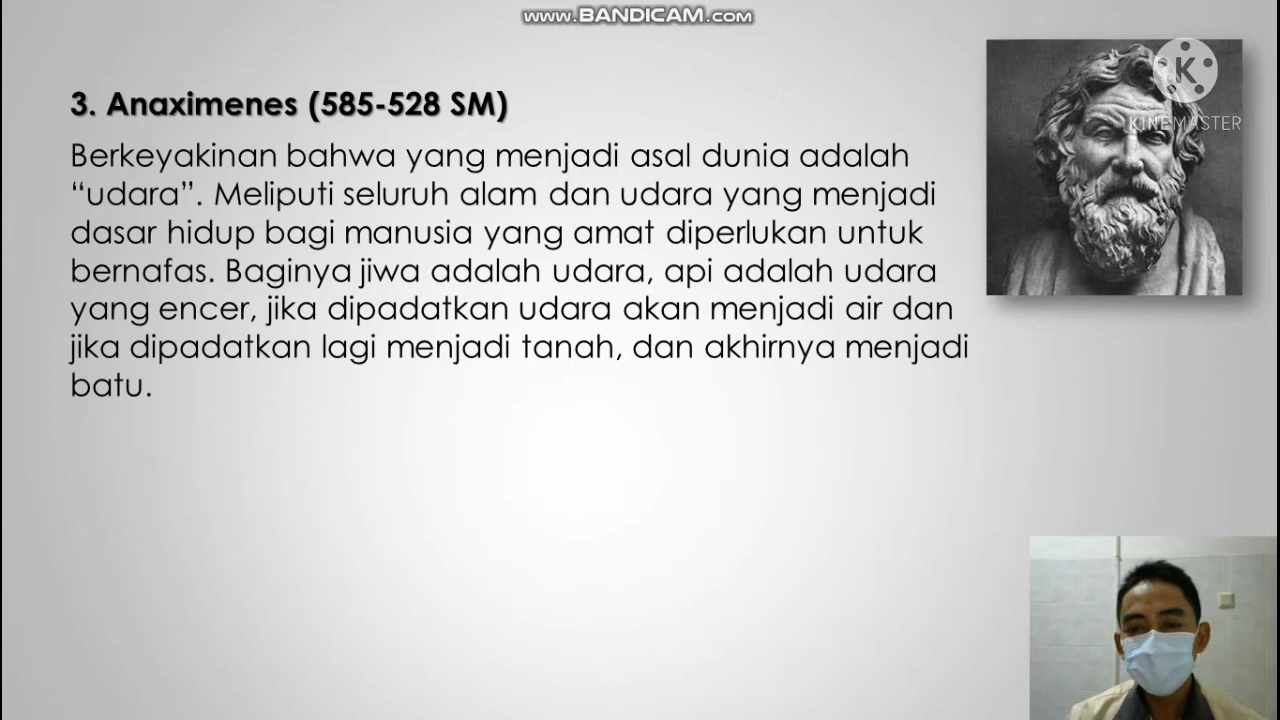 www.BANDICAM.com
3. Anaximenes (585-528 SM)
Berkeyakinan bahwa yang menjadi asal dunia adalah
“udara”. Meliputi seluruh alam dan udara yang menjadi
dasar hidup bagi manusia yang amat diperlukan untuk
bernafas. Baginya jiwa adalah udara, api adalah udara
yang encer, jika dipadatkan udara akan menjadi air dan
jika dipadatkan lagi menjadi tanah, dan akhirnya menjadi
batu.
K
KINEMASTER